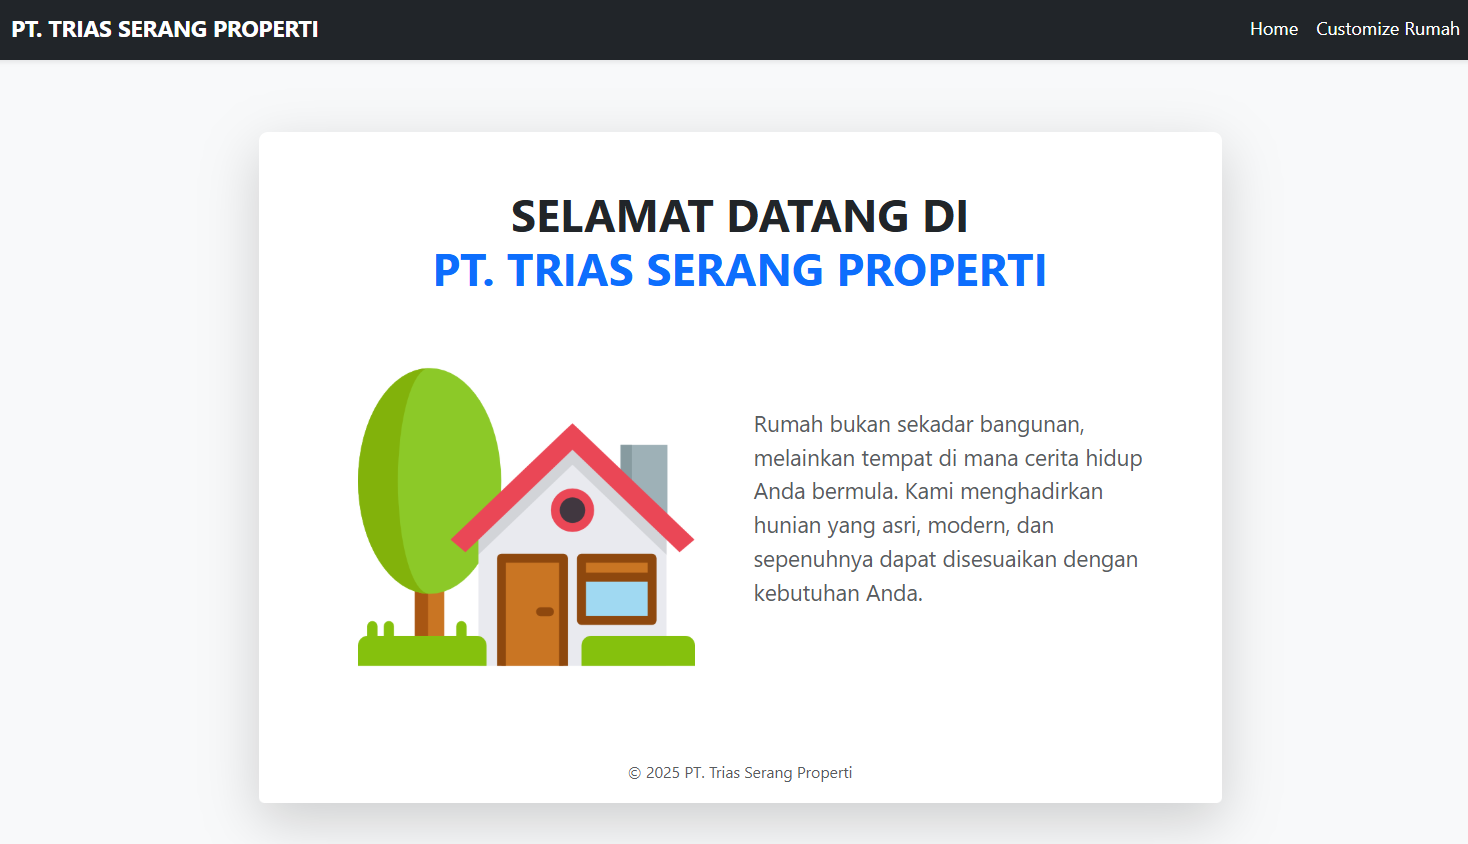 PT. TRIAS SERANG PROPERTI
Home
Customize Rumah
SELAMAT DATANG DI
PT. TRIAS SERANG PROPERTI
Rumah bukan sekadar bangunan,
melainkan tempat di mana cerita hidup
Anda bermula. Kami menghadirkan
hunian yang asri, modern, dan
sepenuhnya dapat disesuaikan dengan
kebutuhan Anda.
© 2025 PT. Trias Serang Properti